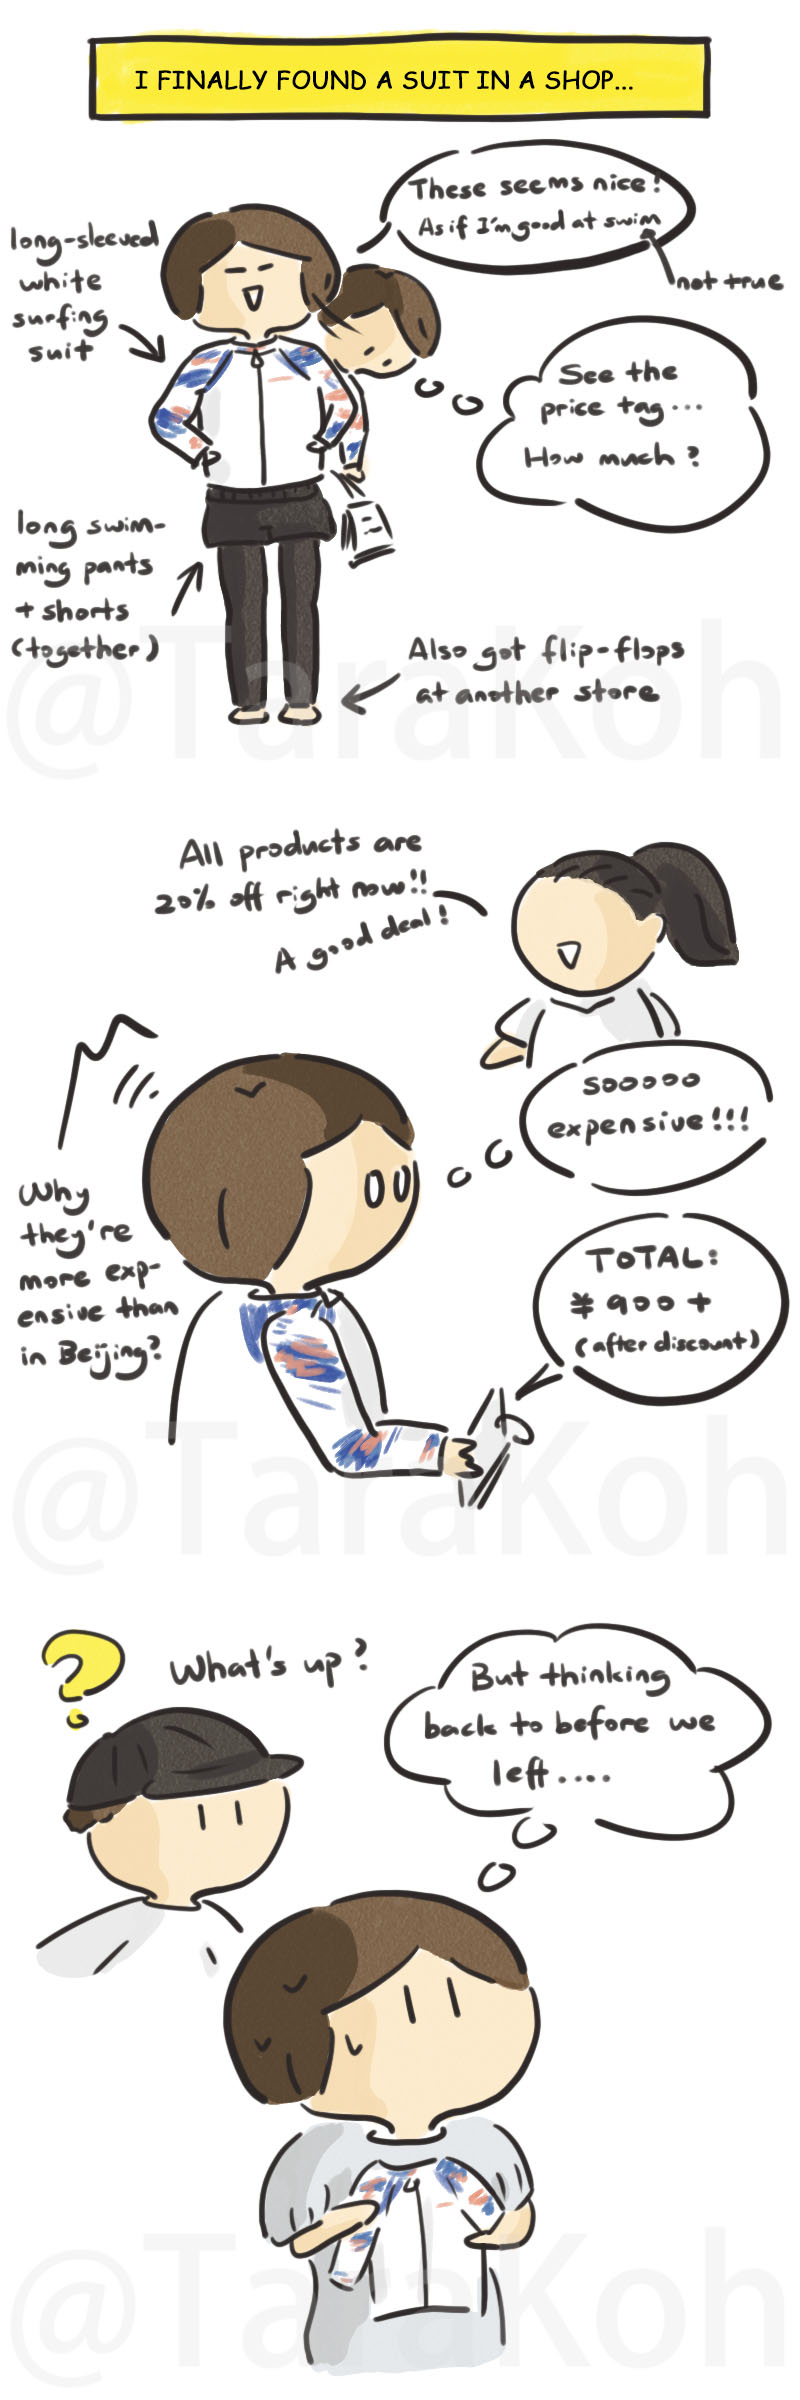 I FINALLY FOUND A SUIT IN A SHOP...
These seems nice!
As if I'm good at swim
not true
long-sleeved
white
surfing
suit
See the
price tag...
How much?
long swim-
ming pants
+ shorts
(together)
Also got flip-flops
at another store
@TaraKoh
All products are
20% off right now!!
A good deal!
sooooo
expensive!!!
Why
they're
more exp-
ensive than
in Beijing?
TOTAL:
¥ 900 +
(after discount)
@TaraKoh
?
What's up?
But thinking
back to before we
left....
@TaraKoh